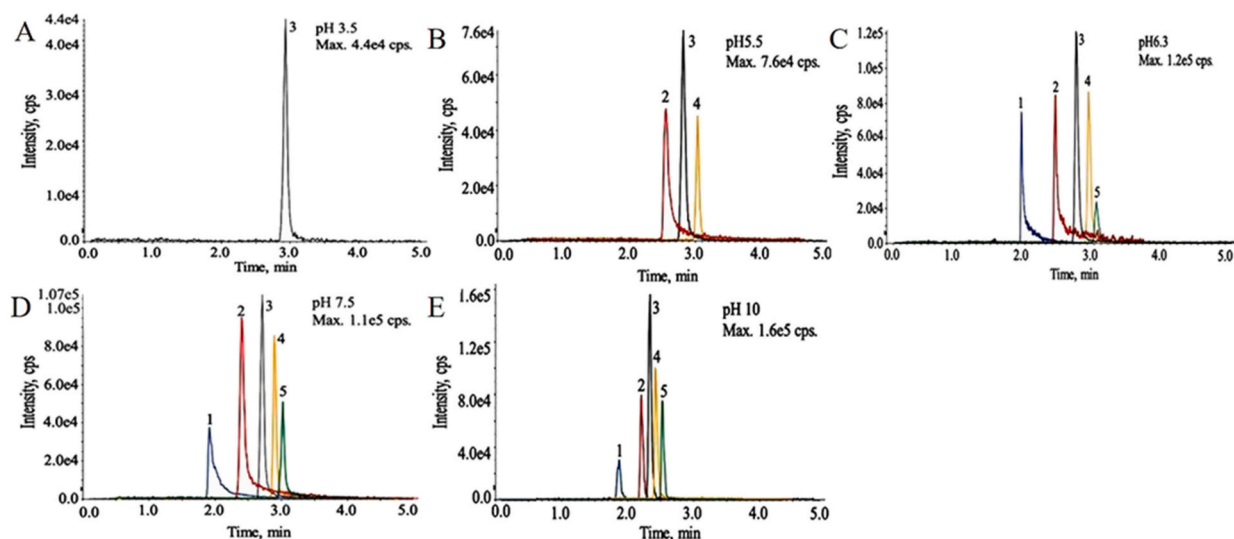 A
4.4e4
4.0e4
3.0e4
2.0e4
1.0e4
0.0
Intensity, cps
3
pH 3.5
Max. 4.4e4 cps.
0.0 1.0 2.0 3.0 4.0 5.0
Time, min
B
7.6e4
6.0e4
4.0e4
2.0e4
0.0
Intensity, cps
2
3
4
pH5.5
Max. 7.6e4 cps.
0.0 1.0 2.0 3.0 4.0 5.0
Time, min
C
1.2e5
1.0e5
8.0e4
6.0e4
4.0e4
2.0e4
0.0
Intensity, cps
1
2
3
4
5
pH6.3
Max. 1.2e5 cps.
0.0 1.0 2.0 3.0 4.0 5.0
Time, min
D
1.07e5
1.0e5
8.0e4
6.0e4
4.0e4
2.0e4
0.0
Intensity, cps
1
2
3
4
5
pH 7.5
Max. 1.1e5 cps.
0.0 1.0 2.0 3.0 4.0 5.0
Time, min
E
1.6e5
1.2e5
8.0e4
4.0e4
0.0
Intensity, cps
1
2
3
4
5
pH 10
Max. 1.6e5 cps.
0.0 1.0 2.0 3.0 4.0 5.0
Time, min